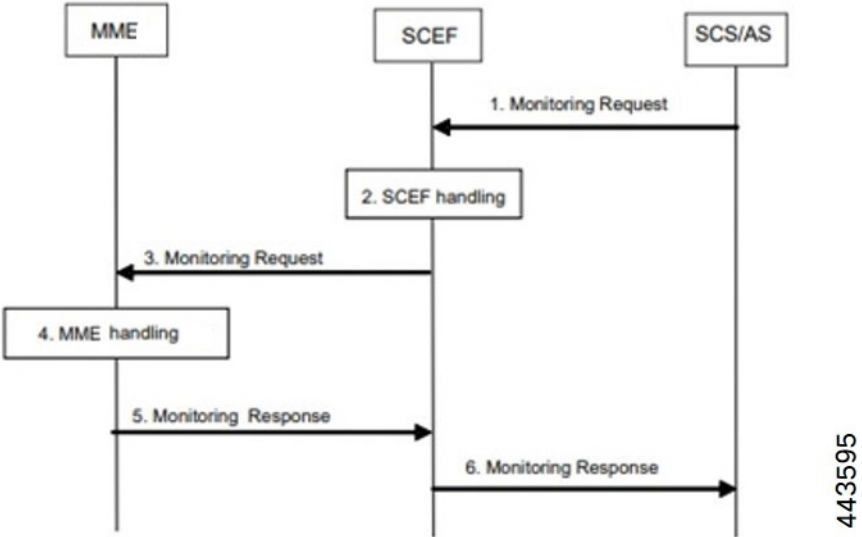 MME
SCEF
SCS/AS
1. Monitoring Request
2. SCEF handling
3. Monitoring Request
4. MME handling
5. Monitoring Response
6. Monitoring Response
443595